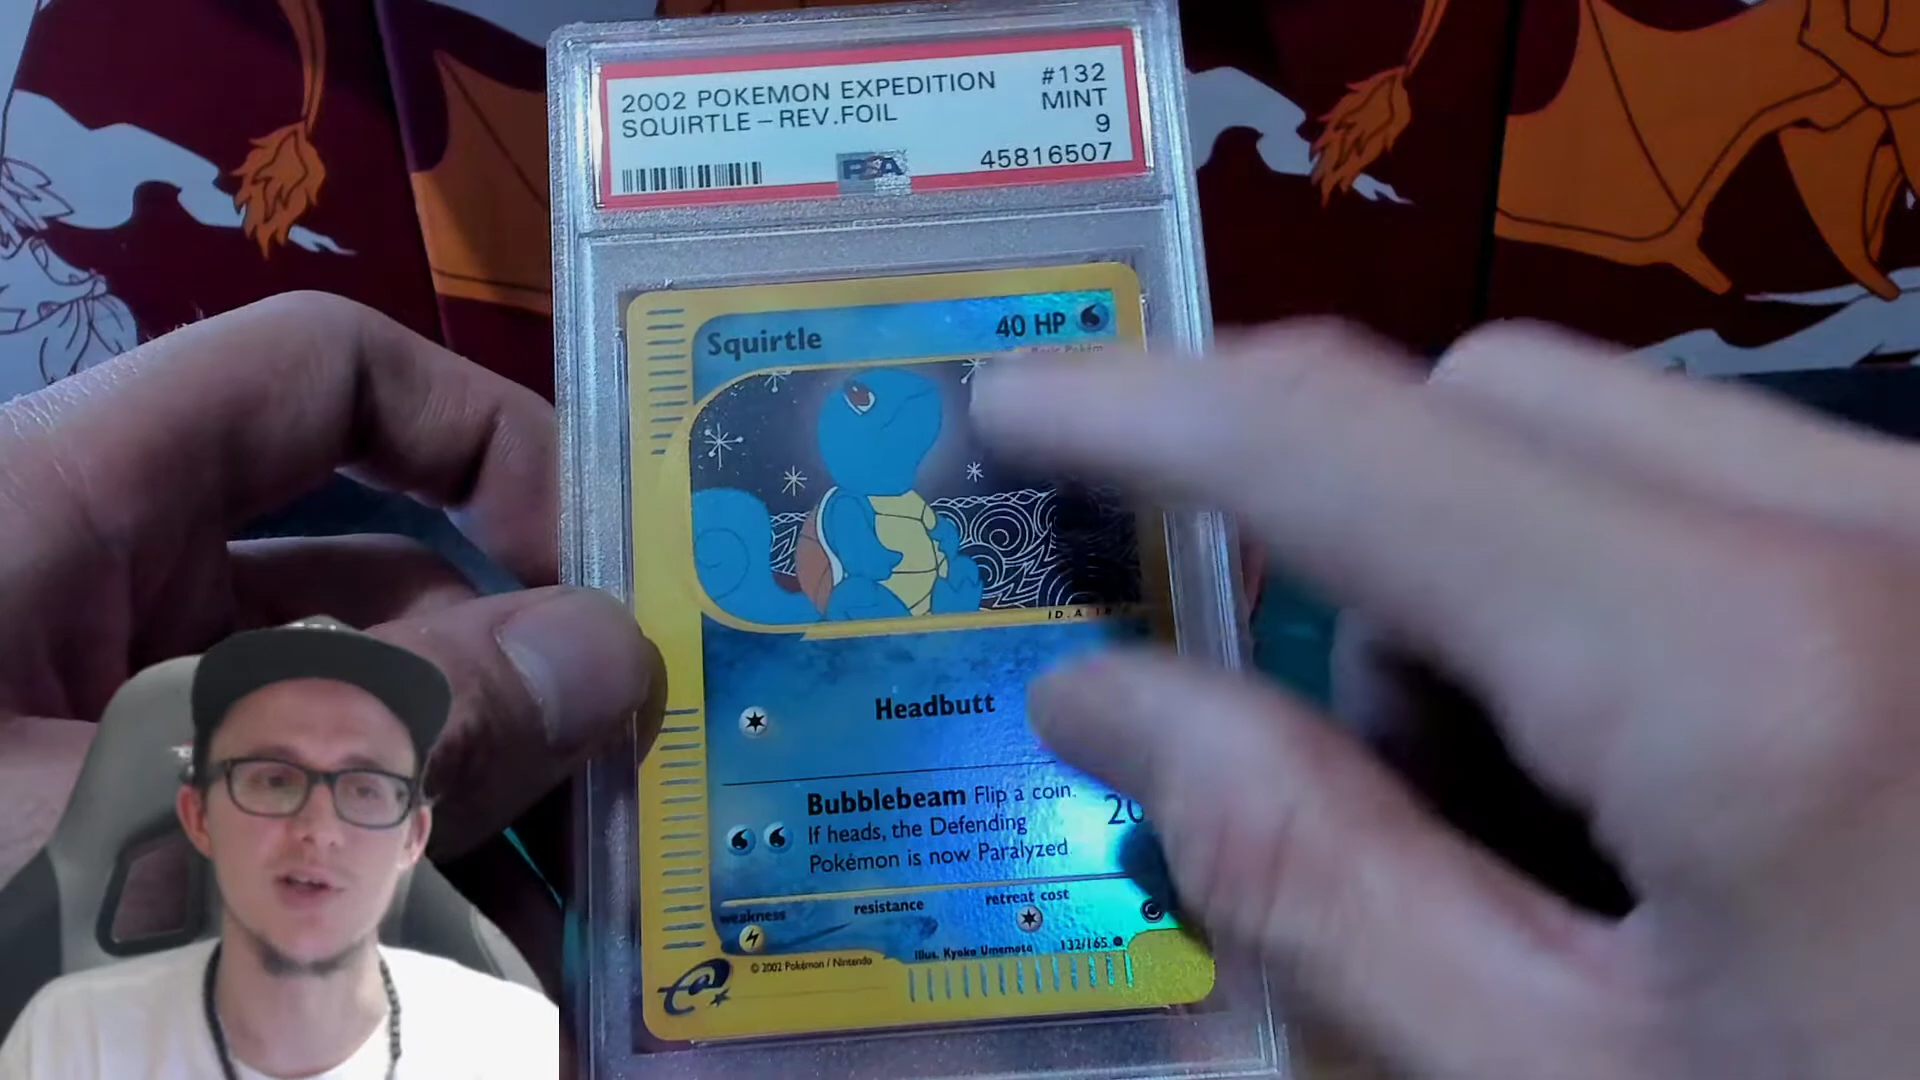 2002 POKEMON EXPEDITION #132
SQUIRTLE - REV.FOIL MINT
9
PSA 45816507
Squirtle 40 HP
Headbutt
Bubblebeam Flip a coin.
If heads, the Defending
Pokémon is now Paralyzed.
20
weakness resistance retreat cost
Illus. Kyoko Umemoto 132/165
© 2002 Pokémon / Nintendo
e